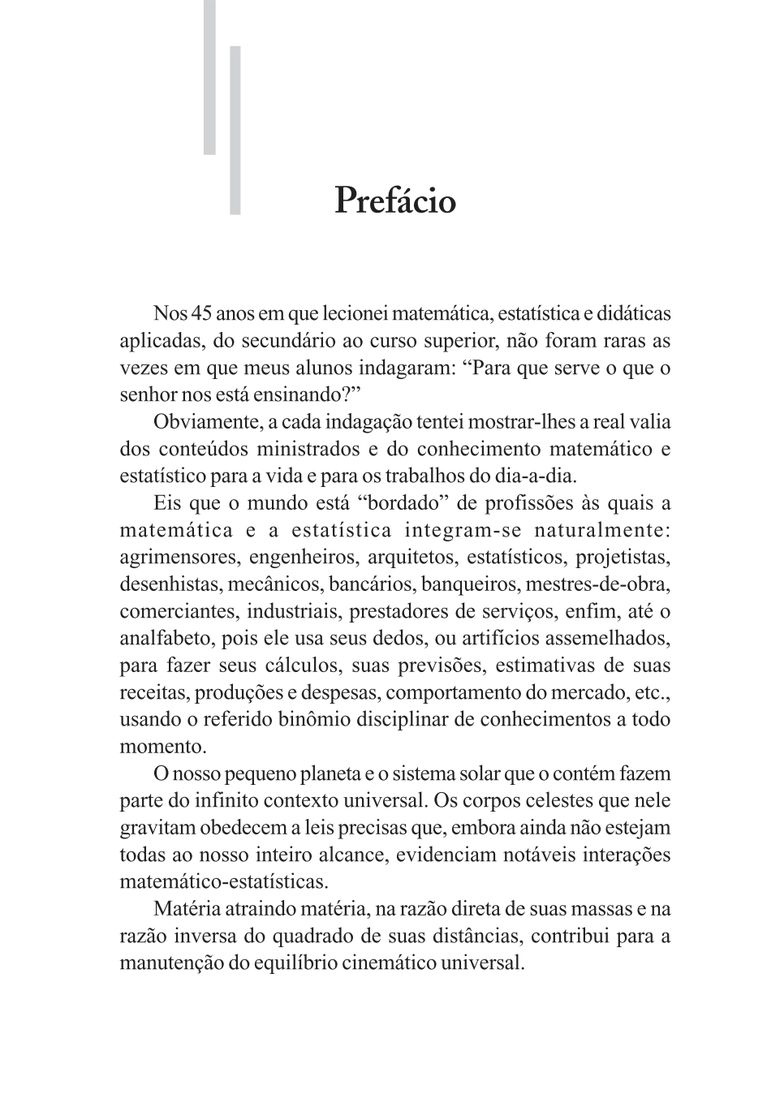 Prefácio
Nos 45 anos em que lecionei matemática, estatística e didáticas
aplicadas, do secundário ao curso superior, não foram raras as
vezes em que meus alunos indagaram: “Para que serve o que o
senhor nos está ensinando?”
Obviamente, a cada indagação tentei mostrar-lhes a real valia
dos conteúdos ministrados e do conhecimento matemático e
estatístico para a vida e para os trabalhos do dia-a-dia.
Eis que o mundo está “bordado” de profissões às quais a
matemática e a estatística integram-se naturalmente:
agrimensores, engenheiros, arquitetos, estatísticos, projetistas,
desenhistas, mecânicos, bancários, banqueiros, mestres-de-obra,
comerciantes, industriais, prestadores de serviços, enfim, até o
analfabeto, pois ele usa seus dedos, ou artifícios assemelhados,
para fazer seus cálculos, suas previsões, estimativas de suas
receitas, produções e despesas, comportamento do mercado, etc.,
usando o referido binômio disciplinar de conhecimentos a todo
momento.
O nosso pequeno planeta e o sistema solar que o contém fazem
parte do infinito contexto universal. Os corpos celestes que nele
gravitam obedecem a leis precisas que, embora ainda não estejam
todas ao nosso inteiro alcance, evidenciam notáveis interações
matemático-estatísticas.
Matéria atraindo matéria, na razão direta de suas massas e na
razão inversa do quadrado de suas distâncias, contribui para a
manutenção do equilíbrio cinemático universal.